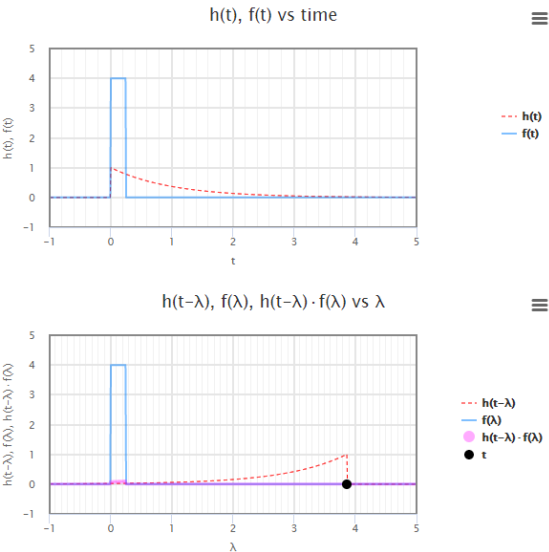 h(t), f(t) vs time
5
4
3
2
1
0
−1
h(t), f(t)
−1 0 1 2 3 4 5
t
h(t)
f(t)
h(t−λ), f(λ), h(t−λ)·f(λ) vs λ
5
4
3
2
1
0
−1
h(t−λ), f(λ), h(t−λ)·f(λ)
−1 0 1 2 3 4 5
λ
h(t−λ)
f(λ)
h(t−λ)·f(λ)
t